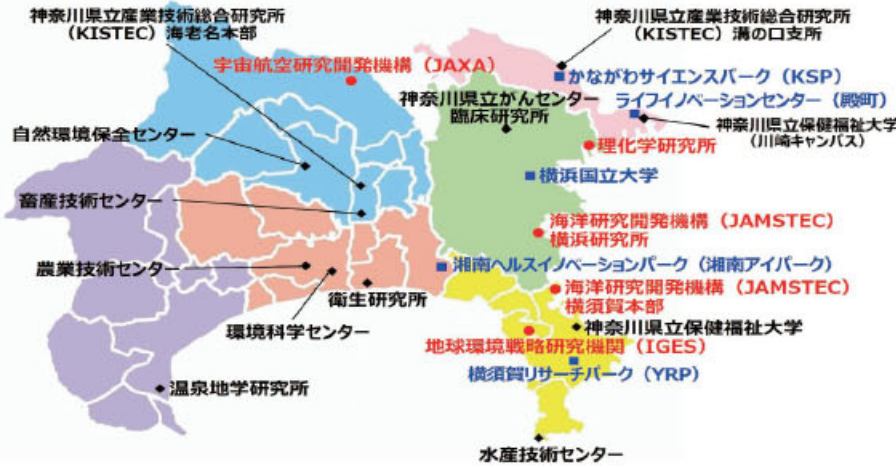 神奈川県立産業技術総合研究所
（KISTEC）海老名本部
神奈川県立産業技術総合研究所
（KISTEC）溝の口支所
宇宙航空研究開発機構（JAXA）
かながわサイエンスパーク（KSP）
神奈川県立がんセンター
臨床研究所
ライフイノベーションセンター（殿町）
神奈川県立保健福祉大学
（川崎キャンパス）
自然環境保全センター
理化学研究所
横浜国立大学
畜産技術センター
海洋研究開発機構（JAMSTEC）
横浜研究所
農業技術センター
湘南ヘルスイノベーションパーク（湘南アイパーク）
衛生研究所
海洋研究開発機構（JAMSTEC）
横須賀本部
環境科学センター
神奈川県立保健福祉大学
地球環境戦略研究機関（IGES）
横須賀リサーチパーク（YRP）
温泉地学研究所
水産技術センター